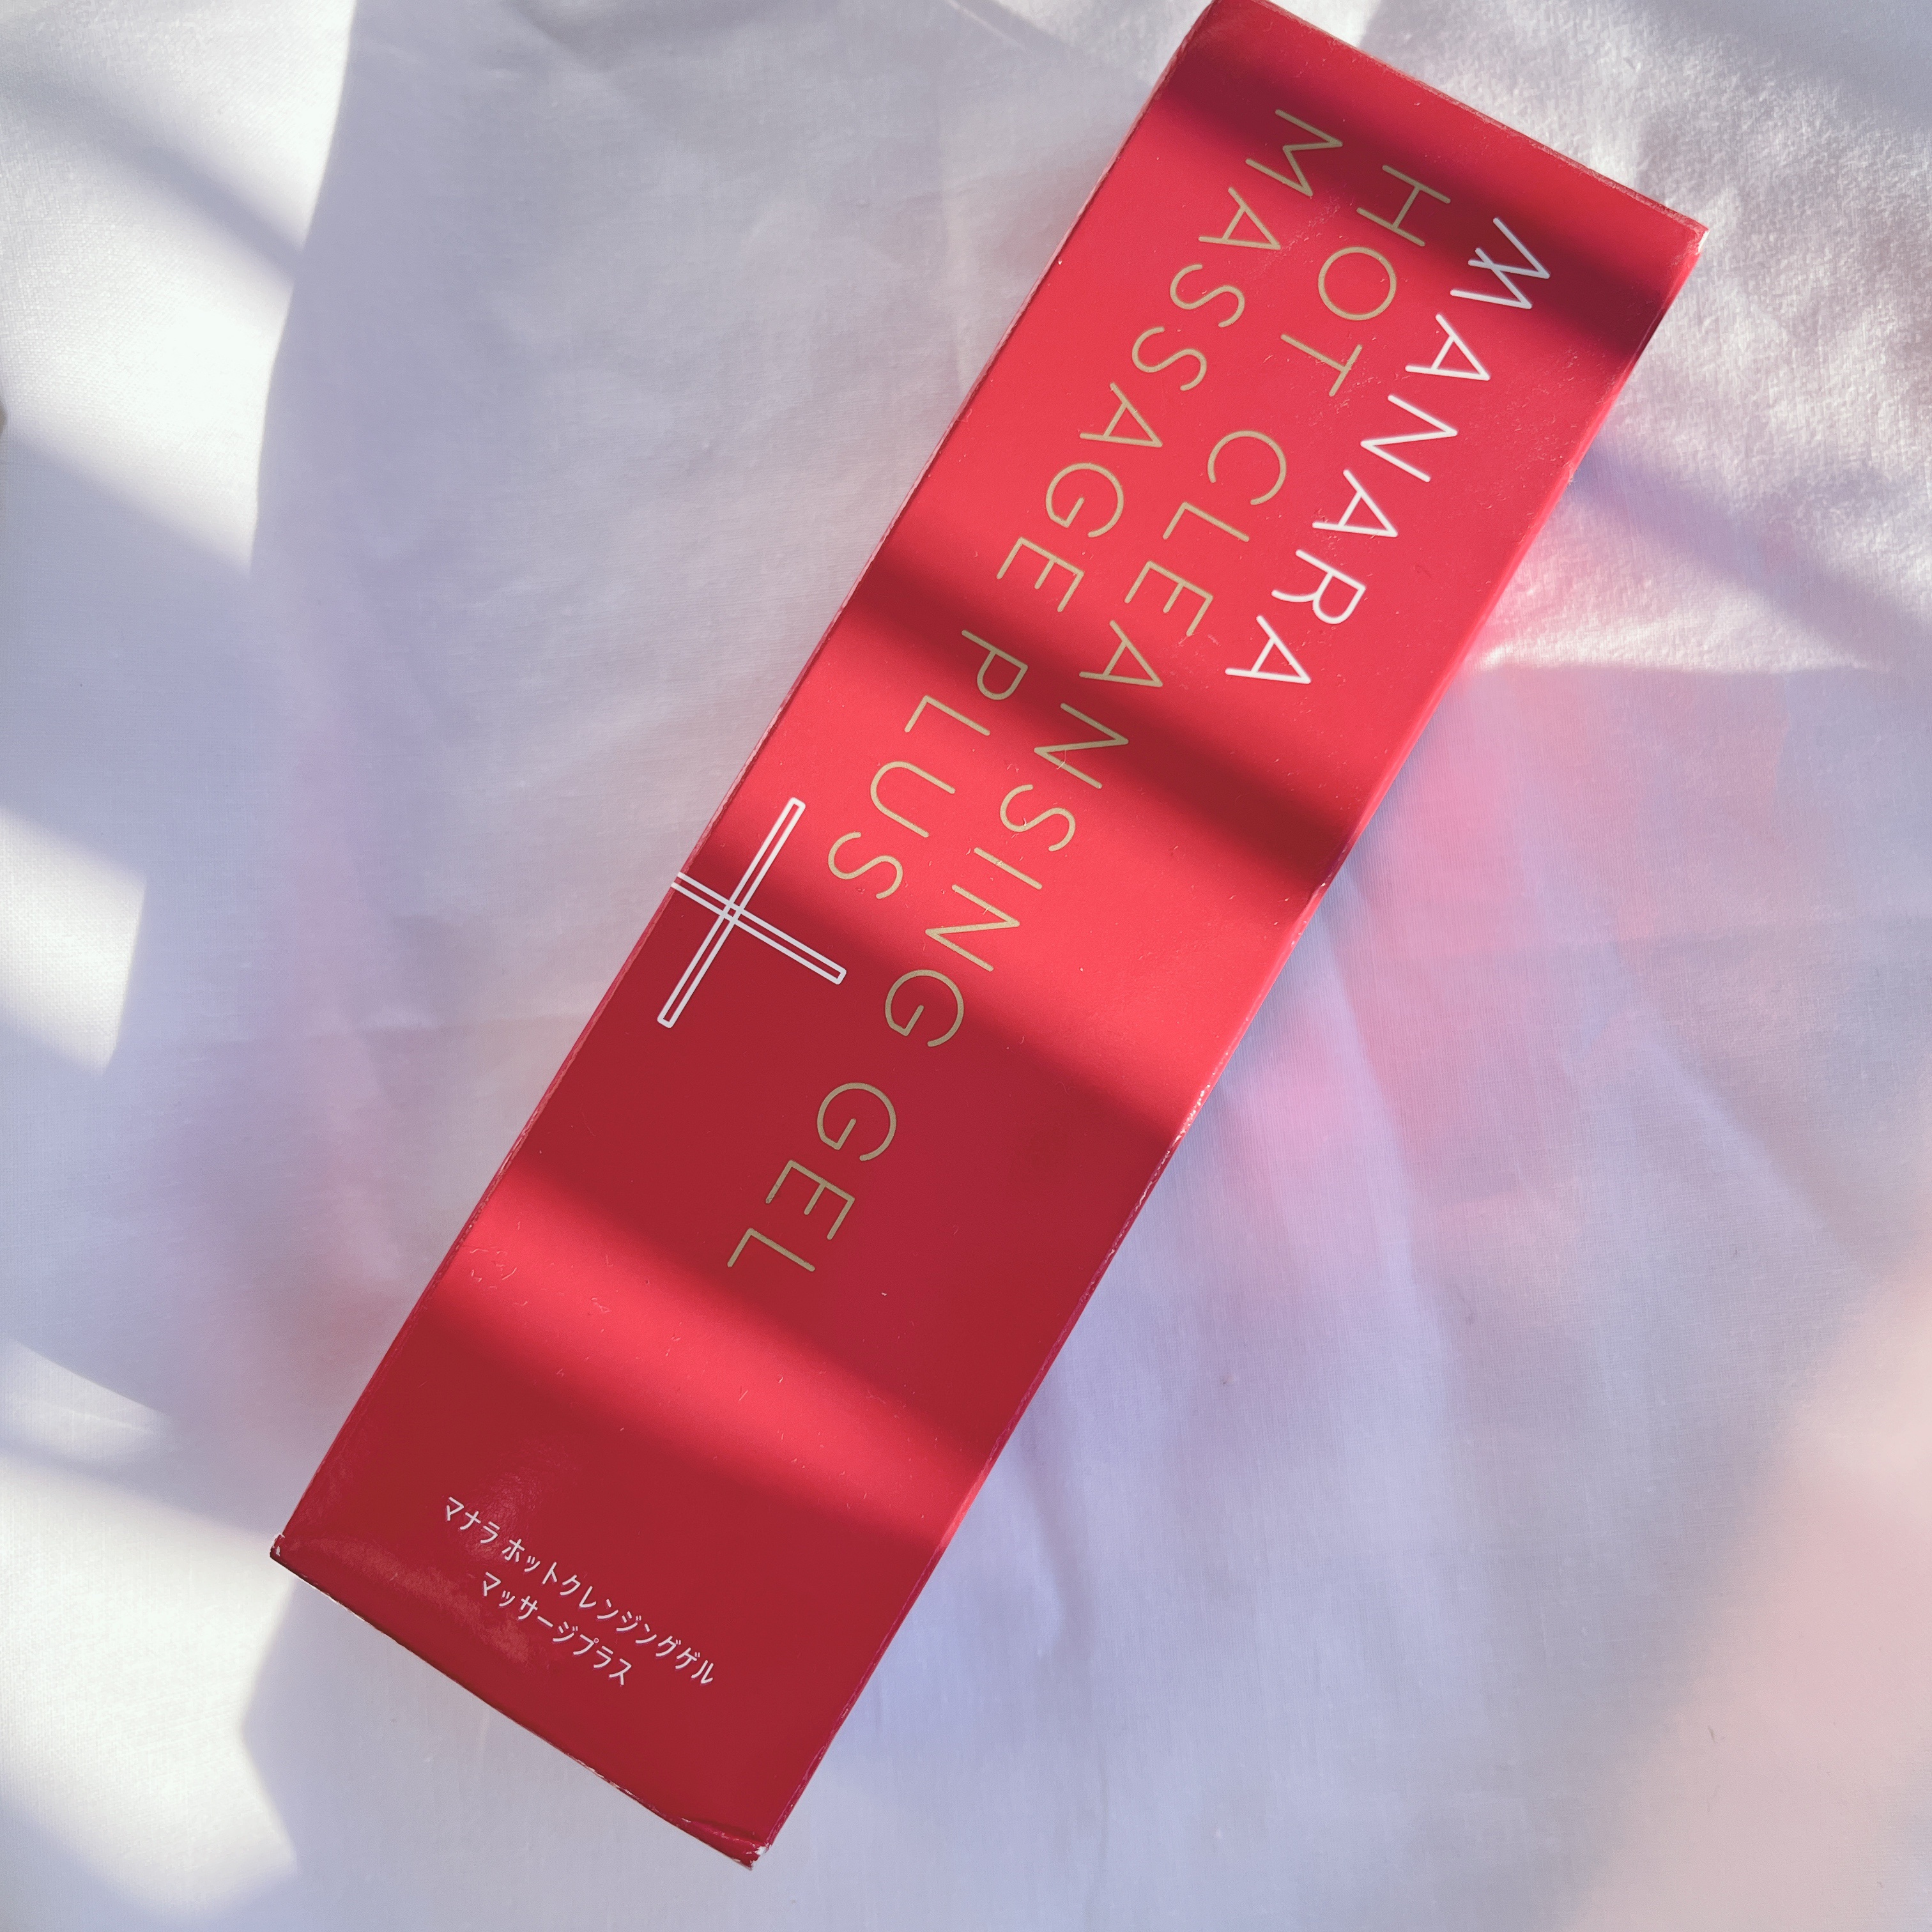 MANARA
HOT CLEANSING GEL
MASSAGE PLUS
マナラ ホットクレンジングゲル
マッサージプラス